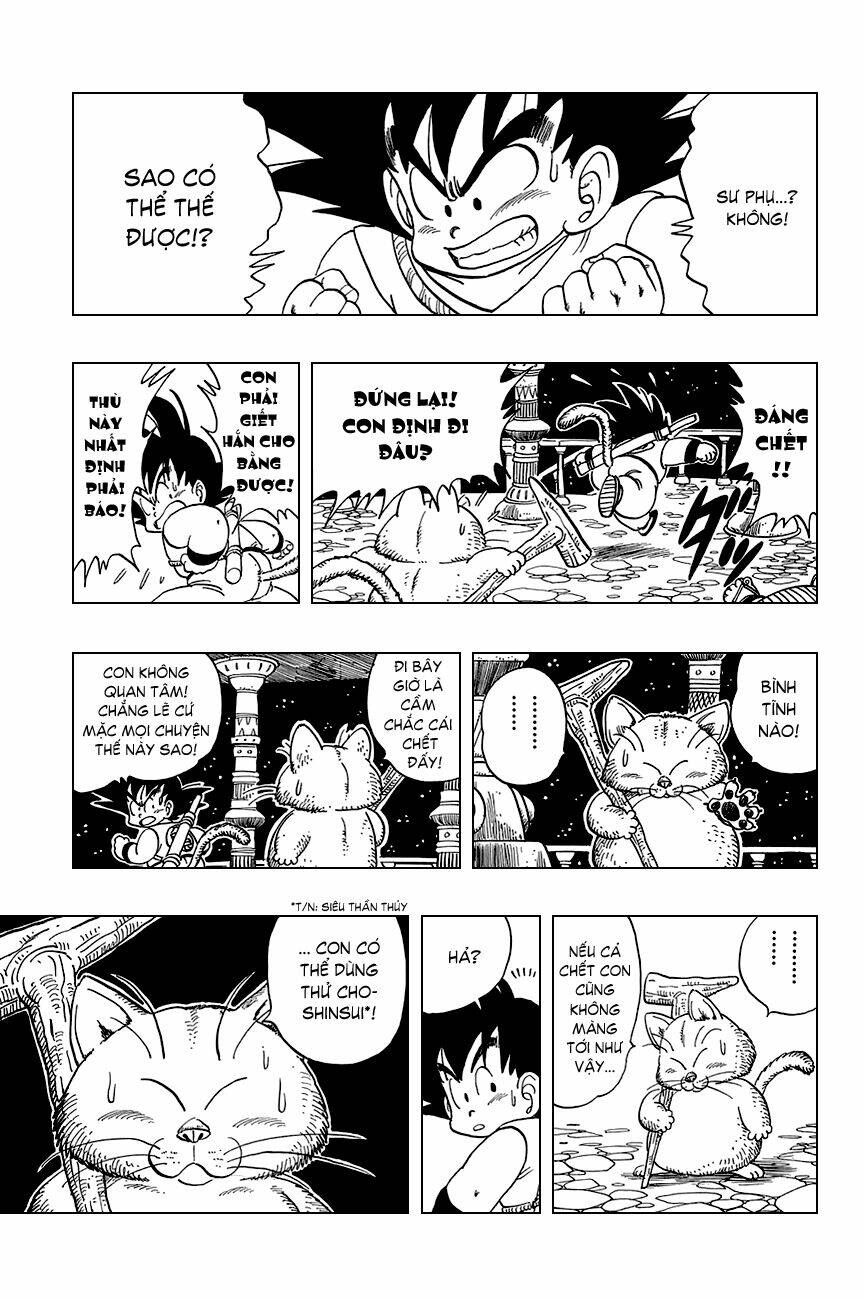 SƯ PHỤ...?
KHÔNG!
SAO CÓ
THỂ THẾ
ĐƯỢC!?
ĐÁNG
CHẾT
!!
ĐỨNG LẠI!
CON ĐỊNH ĐI
ĐÂU?
ダッ
CON
PHẢI
GIẾT
HẮN CHO
BẰNG
ĐƯỢC!
THÙ
NÀY
NHẤT
ĐỊNH
PHẢI
BÁO!
BÌNH
TĨNH
NÀO!
......
ĐI BÂY
GIỜ LÀ
CẦM
CHẮC CÁI
CHẾT
ĐẤY!
CON KHÔNG
QUAN TÂM!
CHẲNG LẼ CỨ
MẶC MỌI CHUYỆN
THẾ NÀY SAO!
......
NẾU CÁI
CHẾT CON
CŨNG
KHÔNG
MÀNG
TỚI NHƯ
VẬY...
HẢ?
*T/N: SIÊU THẦN THỦY
... CON CÓ
THỂ DÙNG
THỬ CHO-
SHINSUI*!